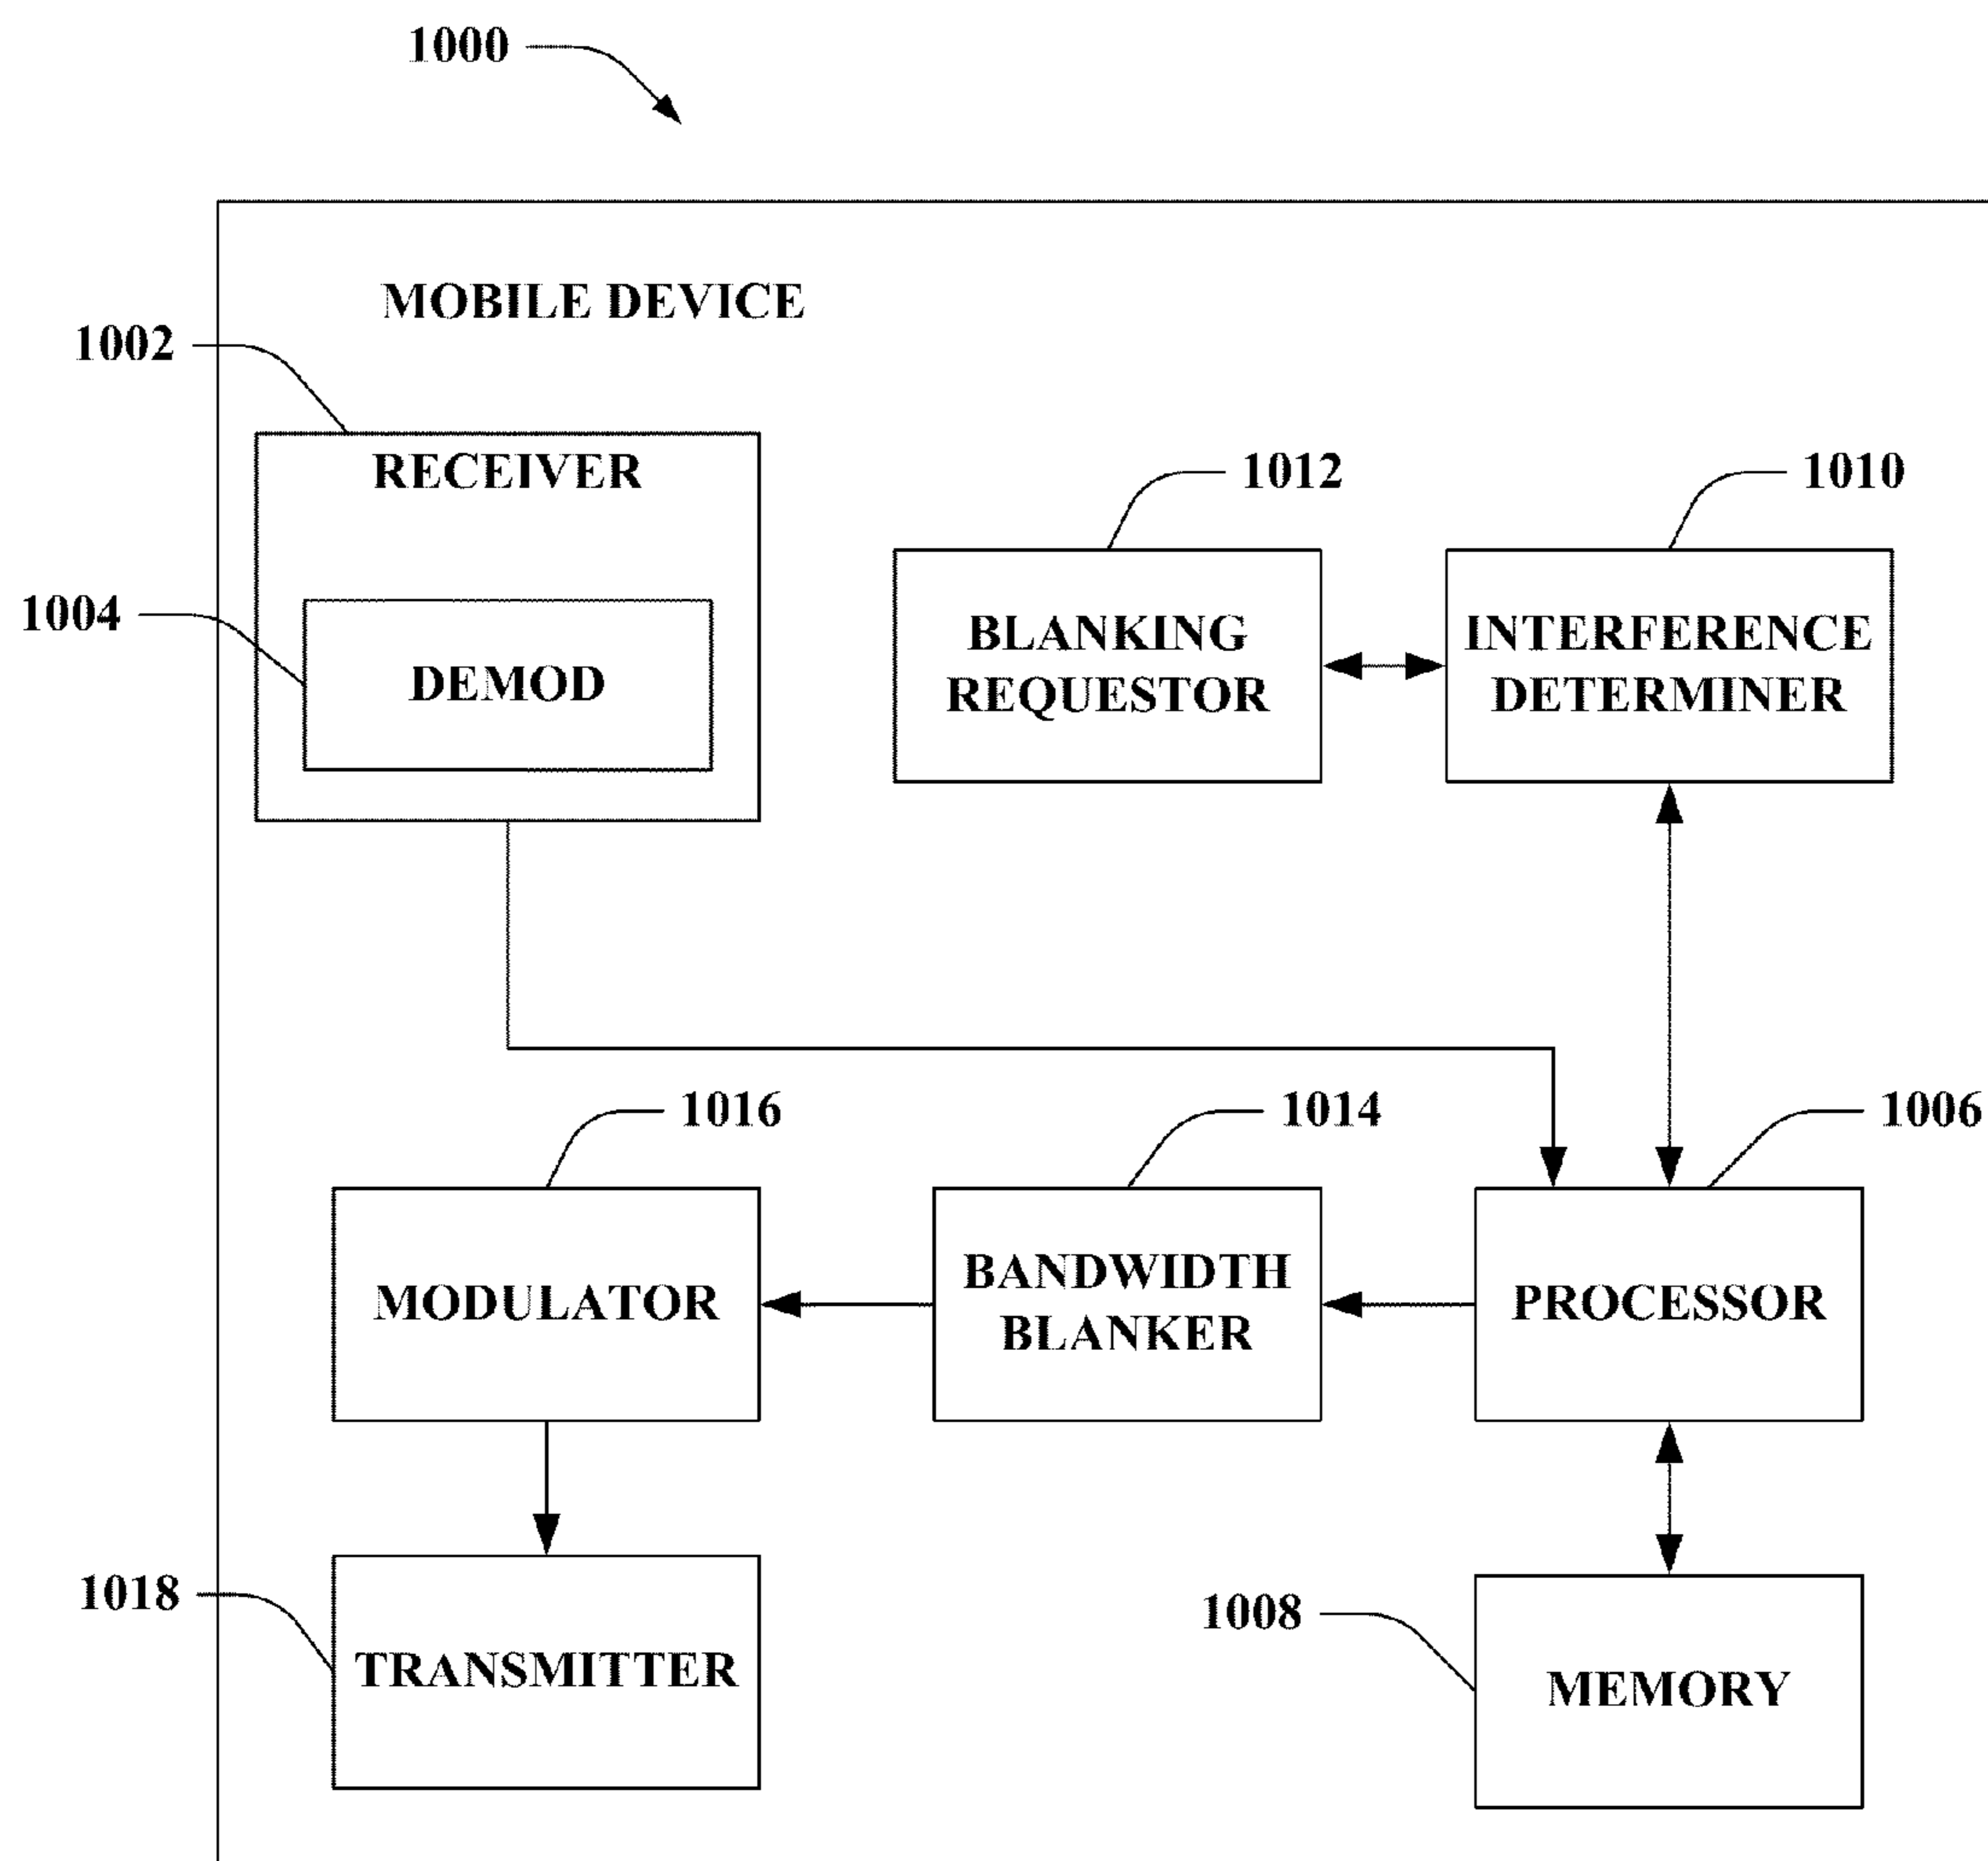 1000
MOBILE DEVICE
1002
RECEIVER
1012
1010
1004
DEMOD
BLANKING
REQUESTOR
INTERFERENCE
DETERMINER
1016
1014
1006
MODULATOR
BANDWIDTH
BLANKER
PROCESSOR
1018
TRANSMITTER
1008
MEMORY